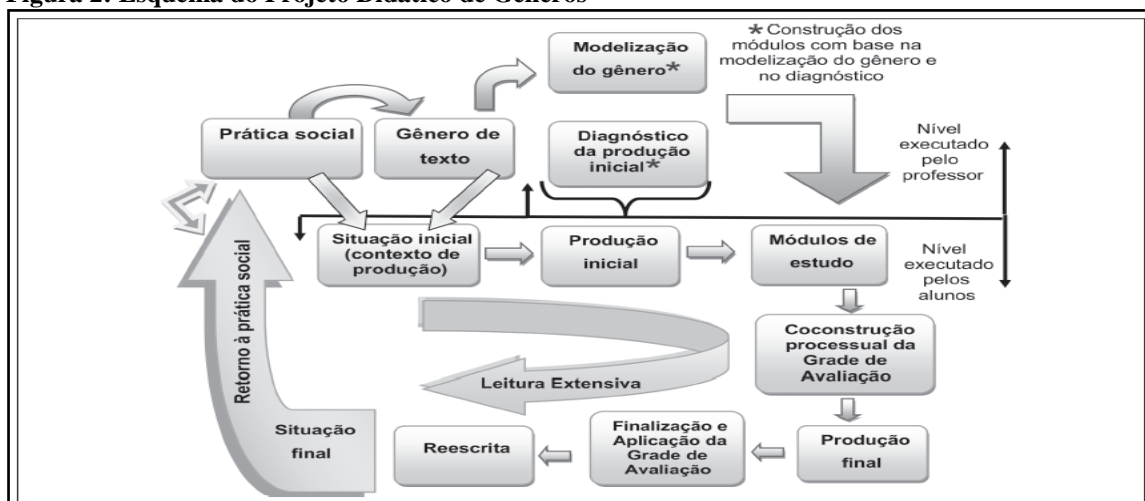 Figura 2: Esquema do Projeto Didático de Gêneros
Modelização
do gênero*
* Construção dos
módulos com base na
modelização do gênero e
no diagnóstico
Prática social
Gênero de
texto
Diagnóstico
da produção
inicial*
Nível
executado
pelo
professor
Situação inicial
(contexto de
produção)
Produção
inicial
Módulos de
estudo
Nível
executado
pelos
alunos
Coconstrução
processual da
Grade de
Avaliação
Produção
final
Finalização e
Aplicação da
Grade de
Avaliação
Reescrita
Leitura Extensiva
Situação
final
Retorno à prática social